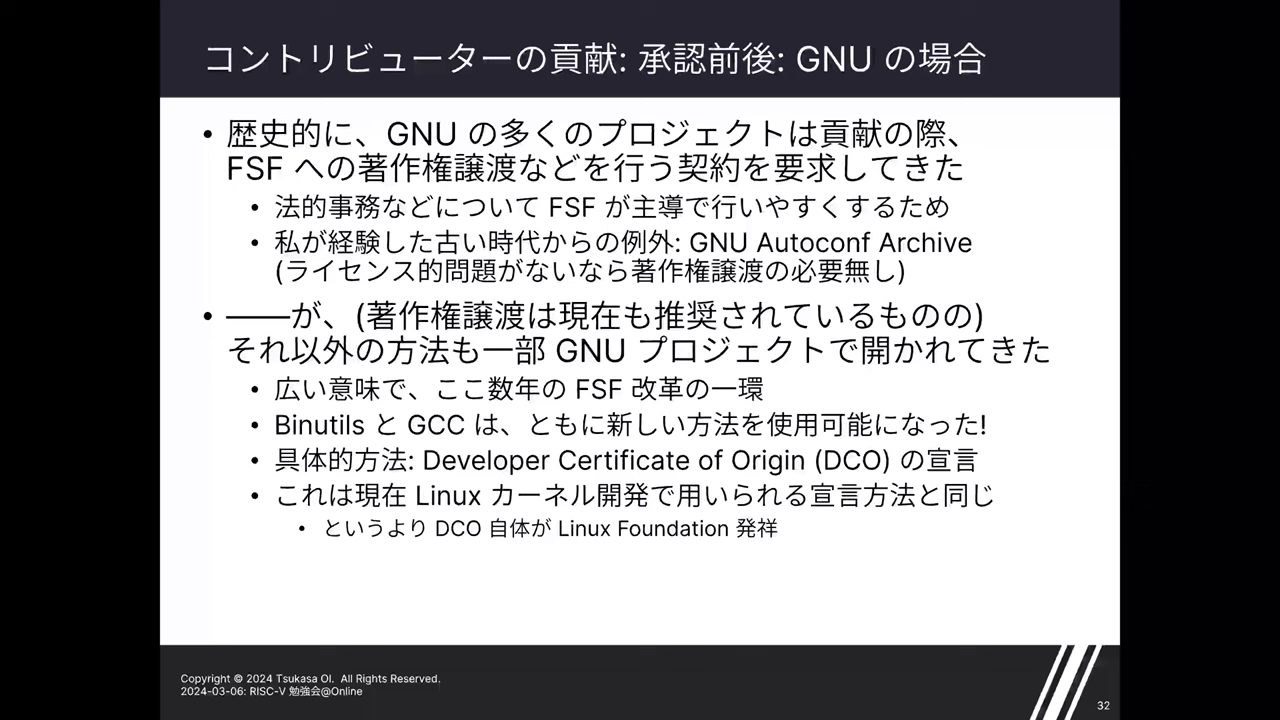 コントリビューターの貢献: 承認前後: GNU の場合
• 歴史的に、GNU の多くのプロジェクトは貢献の際、
FSF への著作権譲渡などを行う契約を要求してきた
• 法的事務などについて FSF が主導で行いやすくするため
• 私が経験した古い時代からの例外: GNU Autoconf Archive
(ライセンス的問題がないなら著作権譲渡の必要無し)
• ――が、(著作権譲渡は現在も推奨されているものの)
それ以外の方法も一部 GNU プロジェクトで開かれてきた
• 広い意味で、ここ数年の FSF 改革の一環
• Binutils と GCC は、ともに新しい方法を使用可能になった!
• 具体的方法: Developer Certificate of Origin (DCO) の宣言
• これは現在 Linux カーネル開発で用いられる宣言方法と同じ
• というより DCO 自体が Linux Foundation 発祥
Copyright © 2024 Tsukasa OI. All Rights Reserved.
2024-03-06: RISC-V 勉強会@Online
32